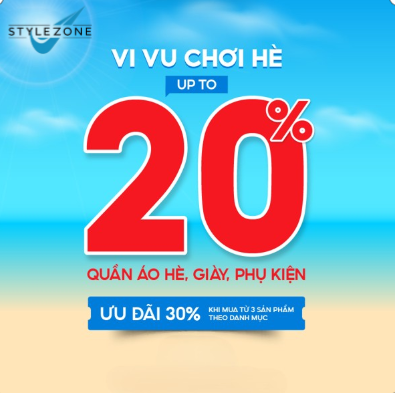 STYLEZONE
VI VU CHƠI HÈ
UP TO
20%
QUẦN ÁO HÈ, GIÀY, PHỤ KIỆN
ƯU ĐÃI 30% KHI MUA TỪ 3 SẢN PHẨM
THEO DANH MỤC